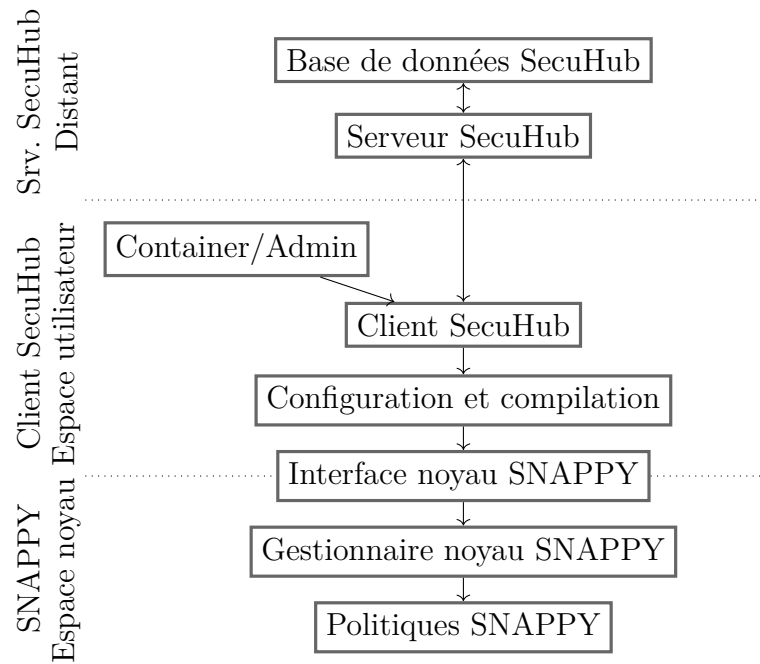 Srv. SecuHub
Distant
Base de données SecuHub
Serveur SecuHub
Client SecuHub
Espace utilisateur
Container/Admin
Client SecuHub
Configuration et compilation
Interface noyau SNAPPY
SNAPPY
Espace noyau
Gestionnaire noyau SNAPPY
Politiques SNAPPY